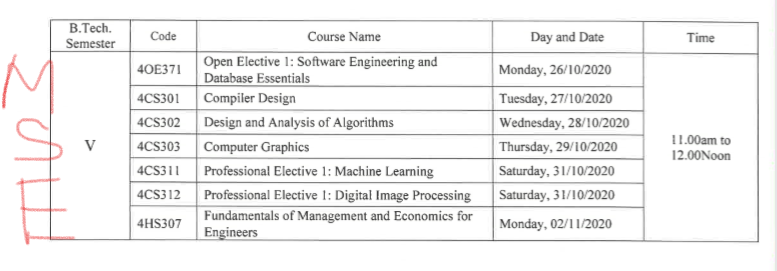 B.Tech.
Semester
Code
Course Name
Day and Date
Time
V
4OE371
Open Elective 1: Software Engineering and
Database Essentials
Monday, 26/10/2020
4CS301
Compiler Design
Tuesday, 27/10/2020
4CS302
Design and Analysis of Algorithms
Wednesday, 28/10/2020
4CS303
Computer Graphics
Thursday, 29/10/2020
4CS311
Professional Elective 1: Machine Learning
Saturday, 31/10/2020
4CS312
Professional Elective 1: Digital Image Processing
Saturday, 31/10/2020
4HS307
Fundamentals of Management and Economics for
Engineers
Monday, 02/11/2020
11.00am to
12.00Noon